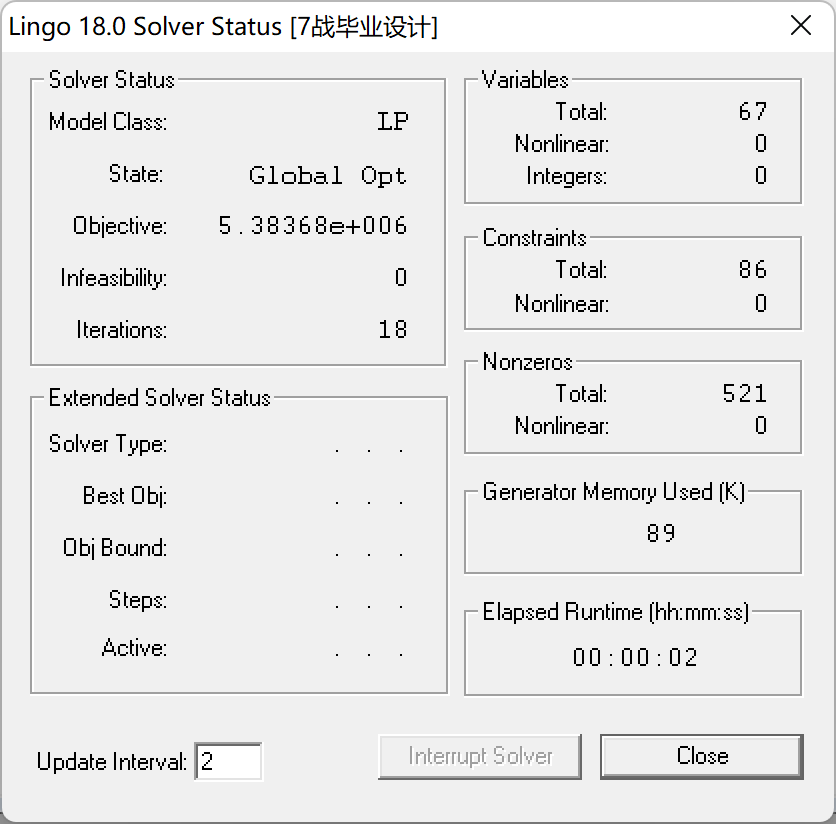 Lingo 18.0 Solver Status [7战毕业设计]
Solver Status
Model Class: LP
State: Global Opt
Objective: 5.38368e+006
Infeasibility: 0
Iterations: 18
Extended Solver Status
Solver Type: . . .
Best Obj: . . .
Obj Bound: . . .
Steps: . . .
Active: . . .
Variables
Total: 67
Nonlinear: 0
Integers: 0
Constraints
Total: 86
Nonlinear: 0
Nonzeros
Total: 521
Nonlinear: 0
Generator Memory Used (K)
89
Elapsed Runtime (hh:mm:ss)
00:00:02
Update Interval: 2
Interrupt Solver
Close